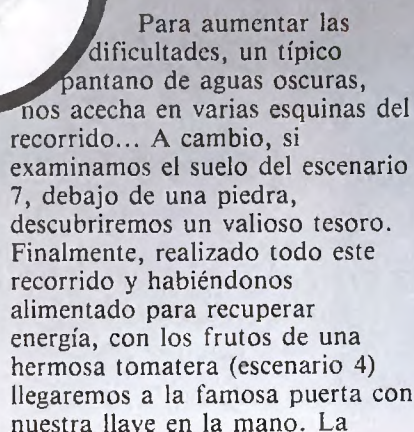 Para aumentar las
dificultades, un típico
pantano de aguas oscuras,
nos acecha en varias esquinas del
recorrido... A cambio, si
examinamos el suelo del escenario
7, debajo de una piedra,
descubriremos un valioso tesoro.
Finalmente, realizado todo este
recorrido y habiéndonos
alimentado para recuperar
energía, con los frutos de una
hermosa tomatera (escenario 4)
llegaremos a la famosa puerta con
nuestra llave en la mano. La